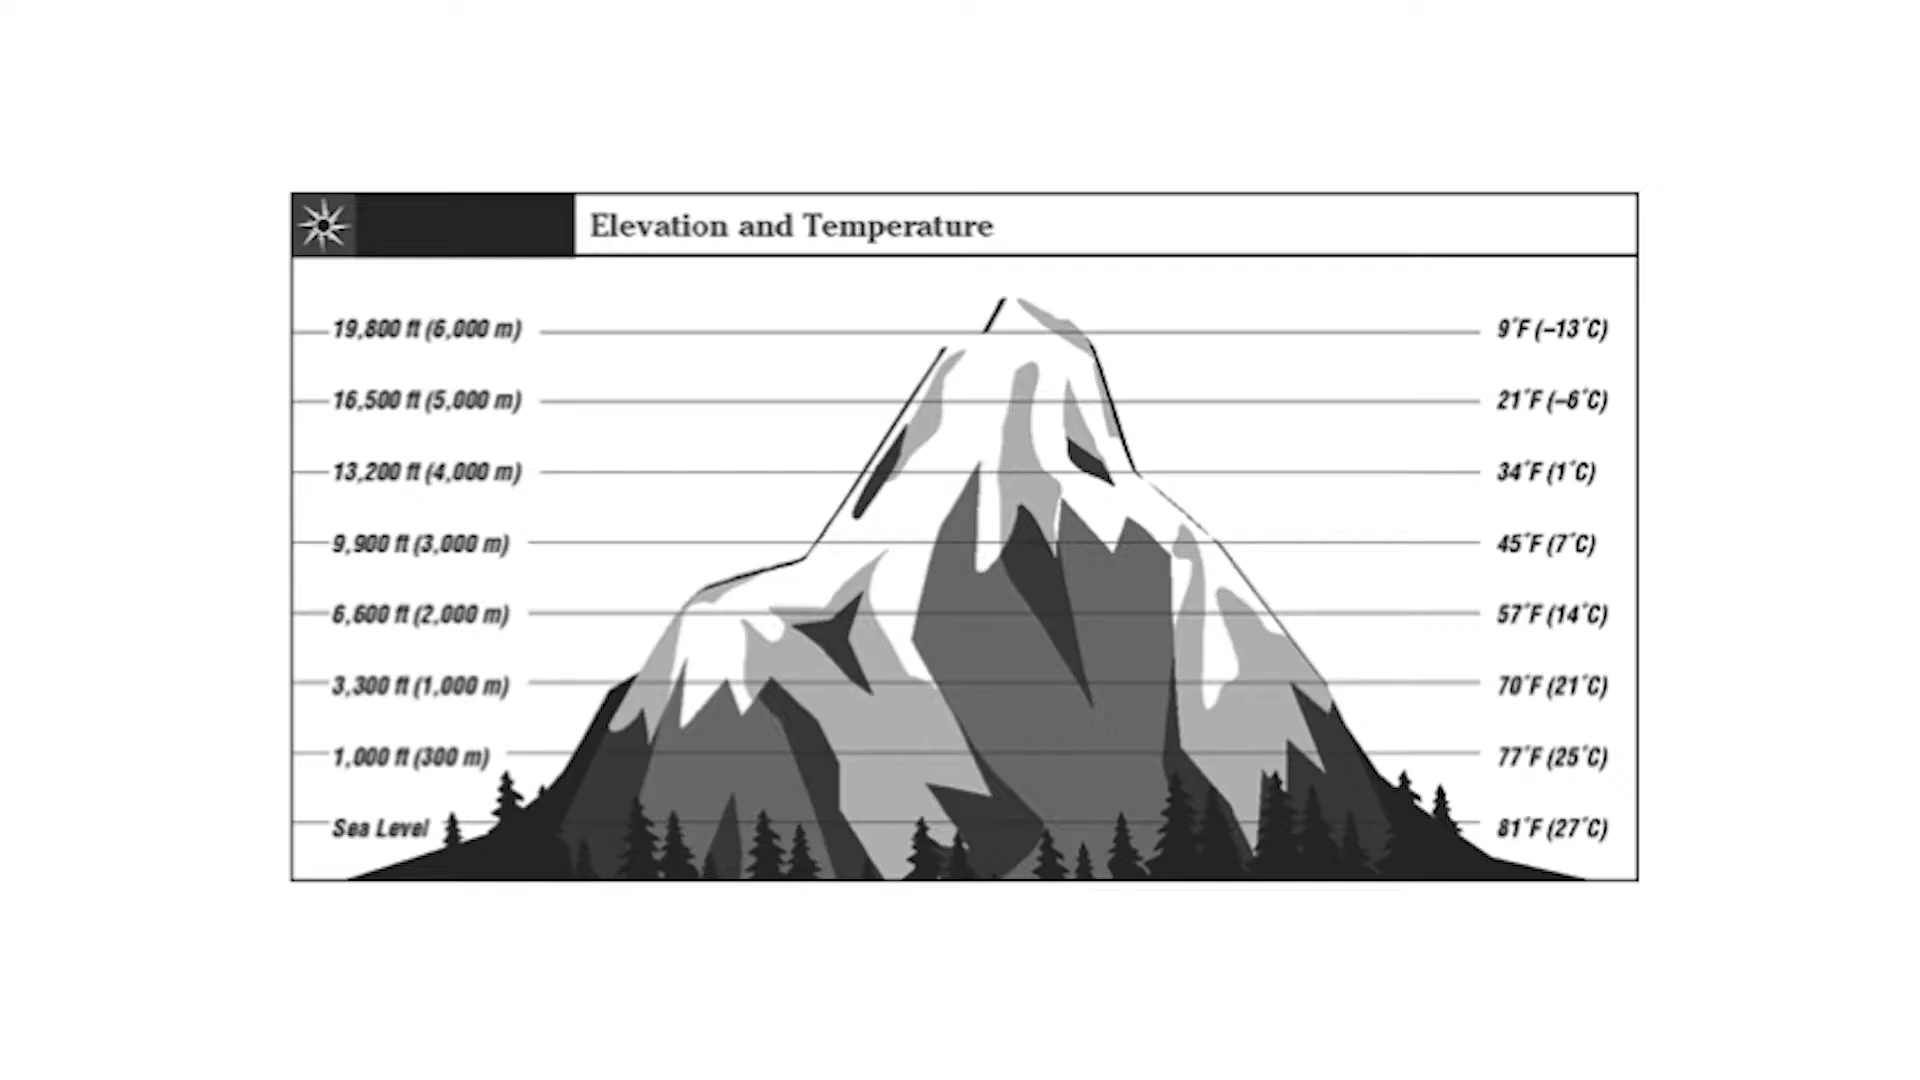 Elevation and Temperature
19,800 ft (6,000 m) 9°F (–13°C)
16,500 ft (5,000 m) 21°F (–6°C)
13,200 ft (4,000 m) 34°F (1°C)
9,900 ft (3,000 m) 45°F (7°C)
6,600 ft (2,000 m) 57°F (14°C)
3,300 ft (1,000 m) 70°F (21°C)
1,000 ft (300 m) 77°F (25°C)
Sea Level 81°F (27°C)